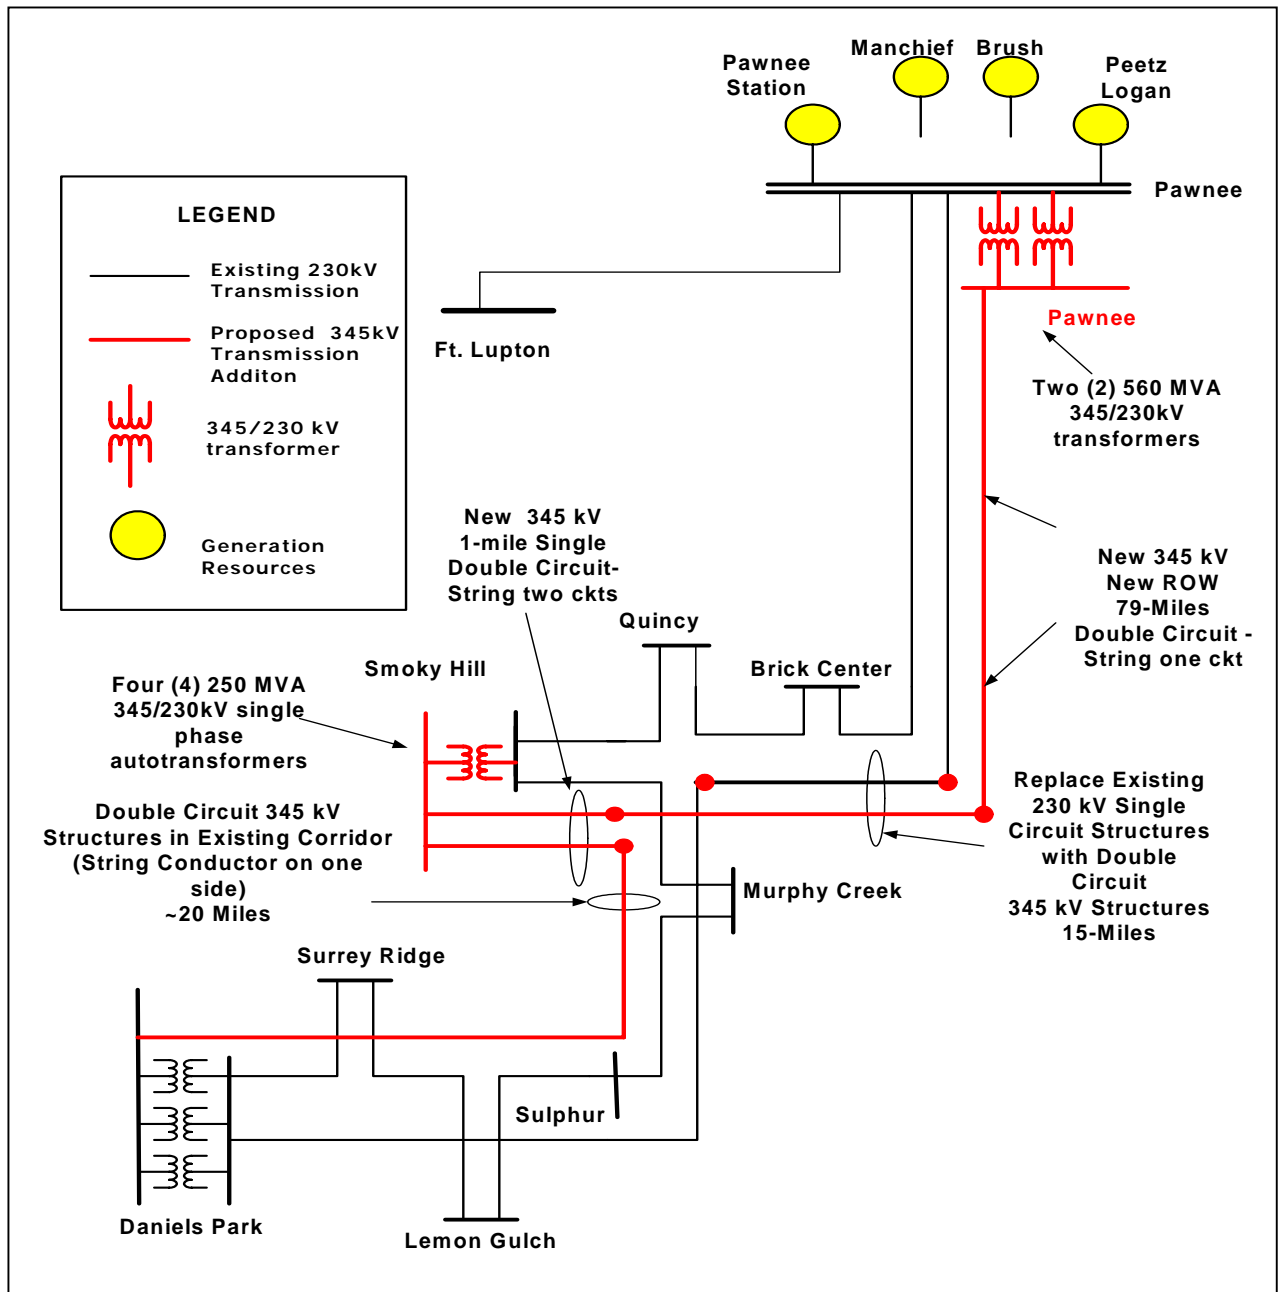 Manchief
Brush
Pawnee
Station
Peetz
Logan
Pawnee
LEGEND
Existing 230kV
Transmission
Proposed 345kV
Transmission
Additon
345/230 kV
transformer
Generation
Resources
Ft. Lupton
Pawnee
Two (2) 560 MVA
345/230kV
transformers
New 345 kV
1-mile Single
Double Circuit-
String two ckts
New 345 kV
New ROW
79-Miles
Double Circuit -
String one ckt
Quincy
Smoky Hill
Brick Center
Four (4) 250 MVA
345/230kV single
phase
autotransformers
Double Circuit 345 kV
Structures in Existing Corridor
(String Conductor on one
side)
~20 Miles
Replace Existing
230 kV Single
Circuit Structures
with Double
Circuit
345 kV Structures
15-Miles
Murphy Creek
Surrey Ridge
Sulphur
Daniels Park
Lemon Gulch